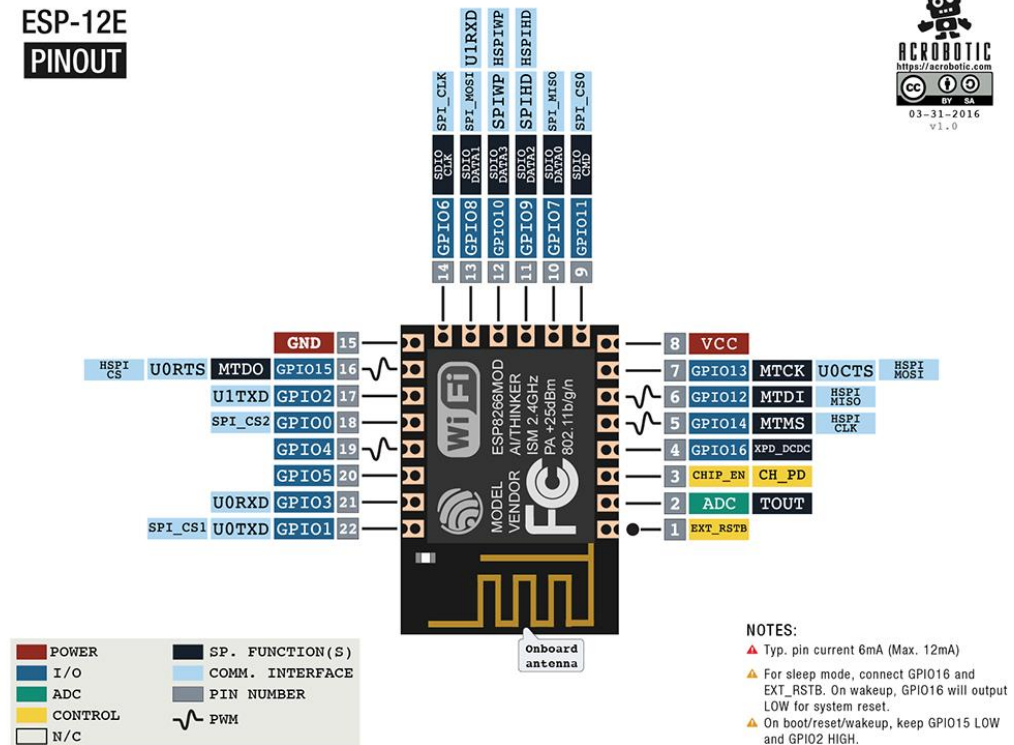 ESP-12E
PINOUT
ACROBOTIC
https://acrobotic.com
cc BY SA
03-31-2016
v1.0
SPI_CLK
SPI_MOSI U1RXD
SPIWP HSPIWP
SPIHD HSPIHD
SPI_MISO
SPI_CS0
SDIO CLK
SDIO DATA1
SDIO DATA3
SDIO DATA2
SDIO DATA0
SDIO CMD
GPIO6
GPIO8
GPIO10
GPIO9
GPIO7
GPIO11
14
13
12
11
10
9
GND 15
HSPI CS U0RTS MTDO GPIO15 16
U1TXD GPIO2 17
SPI_CS2 GPIO0 18
GPIO4 19
GPIO5 20
U0RXD GPIO3 21
SPI_CS1 U0TXD GPIO1 22
Wi Fi
MODEL ESP8266MOD
VENDOR AI/THINKER
ISM 2.4GHz
PA +25dBm
802.11b/g/n
FC
8 VCC
7 GPIO13 MTCK U0CTS HSPI MOSI
6 GPIO12 MTDI HSPI MISO
5 GPIO14 MTMS HSPI CLK
4 GPIO16 XPD_DCDC
3 CHIP_EN CH_PD
2 ADC TOUT
1 EXT_RSTB
Onboard
antenna
POWER
I/O
ADC
CONTROL
N/C
SP. FUNCTION(S)
COMM. INTERFACE
PIN NUMBER
PWM
NOTES:
Typ. pin current 6mA (Max. 12mA)
For sleep mode, connect GPIO16 and
EXT_RSTB. On wakeup, GPIO16 will output
LOW for system reset.
On boot/reset/wakeup, keep GPIO15 LOW
and GPIO2 HIGH.